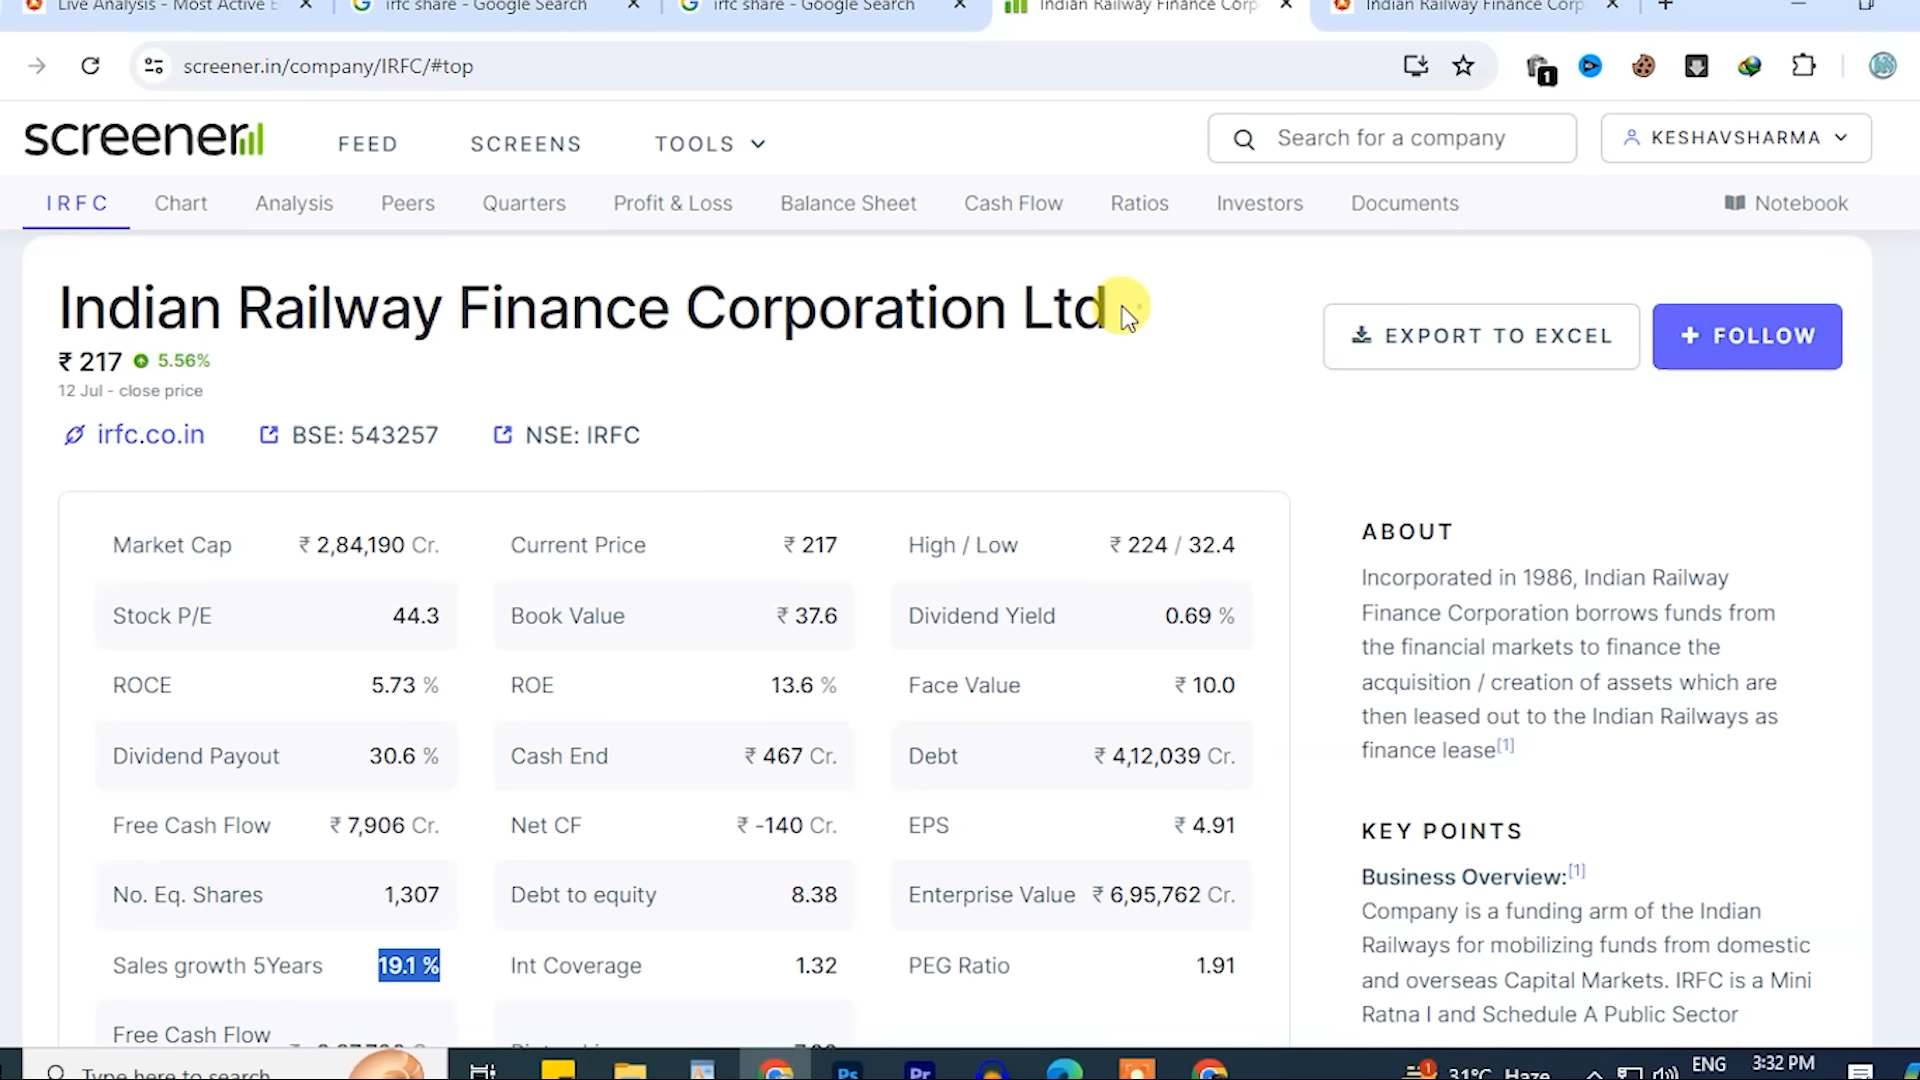 Live Analysis - Most Active E
irfc share - Google Search
irfc share - Google Search
Indian Railway Finance Corp
Indian Railway Finance Corp
screener.in/company/IRFC/#top
1
screener
FEED
SCREENS
TOOLS
Search for a company
KESHAVSHARMA
IRFC
Chart
Analysis
Peers
Quarters
Profit & Loss
Balance Sheet
Cash Flow
Ratios
Investors
Documents
Notebook
Indian Railway Finance Corporation Ltd
₹ 217 5.56%
12 Jul - close price
EXPORT TO EXCEL
+ FOLLOW
irfc.co.in
BSE: 543257
NSE: IRFC
Market Cap ₹ 2,84,190 Cr.
Current Price ₹ 217
High / Low ₹ 224 / 32.4
Stock P/E 44.3
Book Value ₹ 37.6
Dividend Yield 0.69 %
ROCE 5.73 %
ROE 13.6 %
Face Value ₹ 10.0
Dividend Payout 30.6 %
Cash End ₹ 467 Cr.
Debt ₹ 4,12,039 Cr.
Free Cash Flow ₹ 7,906 Cr.
Net CF ₹ -140 Cr.
EPS ₹ 4.91
No. Eq. Shares 1,307
Debt to equity 8.38
Enterprise Value ₹ 6,95,762 Cr.
Sales growth 5Years 19.1 %
Int Coverage 1.32
PEG Ratio 1.91
Free Cash Flow
ABOUT
Incorporated in 1986, Indian Railway
Finance Corporation borrows funds from
the financial markets to finance the
acquisition / creation of assets which are
then leased out to the Indian Railways as
finance lease[1]
KEY POINTS
Business Overview:[1]
Company is a funding arm of the Indian
Railways for mobilizing funds from domestic
and overseas Capital Markets. IRFC is a Mini
Ratna I and Schedule A Public Sector
Type here to search
Ps
Pr
1
31°C Haze
ENG
3:32 PM